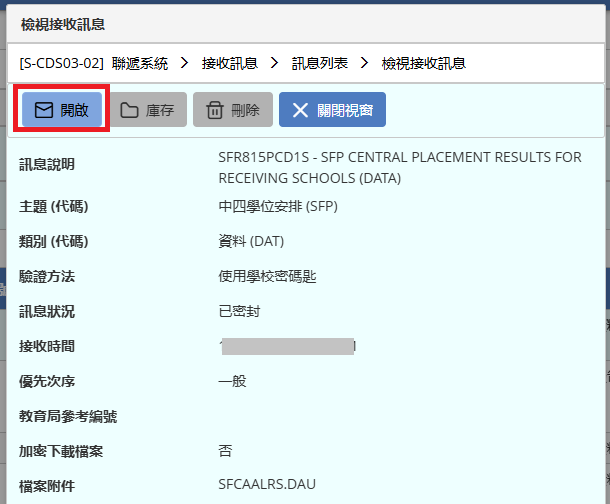 檢視接收訊息
[S-CDS03-02] 聯遞系統 > 接收訊息 > 訊息列表 > 檢視接收訊息
開啟 庫存 刪除 關閉視窗
訊息說明 SFR815PCD1S - SFP CENTRAL PLACEMENT RESULTS FOR
RECEIVING SCHOOLS (DATA)
主題 (代碼) 中四學位安排 (SFP)
類別 (代碼) 資料 (DAT)
驗證方法 使用學校密碼匙
訊息狀況 已密封
接收時間
優先次序 一般
教育局參考編號
加密下載檔案 否
檔案附件 SFCAALRS.DAU